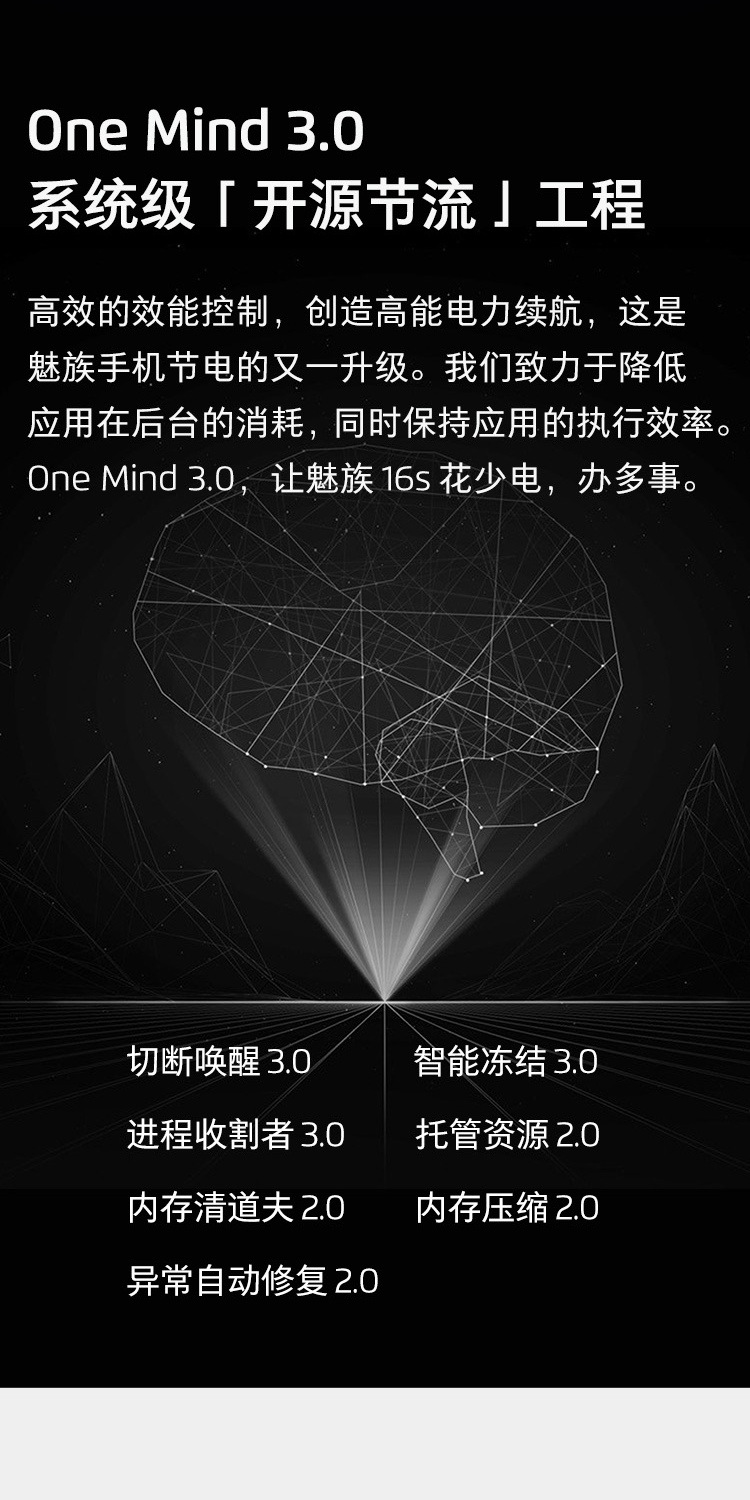 One Mind 3.0
系统级「开源节流」工程
高效的效能控制，创造高能电力续航，这是
魅族手机节电的又一升级。我们致力于降低
应用在后台的消耗，同时保持应用的执行效率。
One Mind 3.0，让魅族 16s 花少电，办多事。
切断唤醒 3.0
智能冻结 3.0
进程收割者 3.0
托管资源 2.0
内存清道夫 2.0
内存压缩 2.0
异常自动修复 2.0